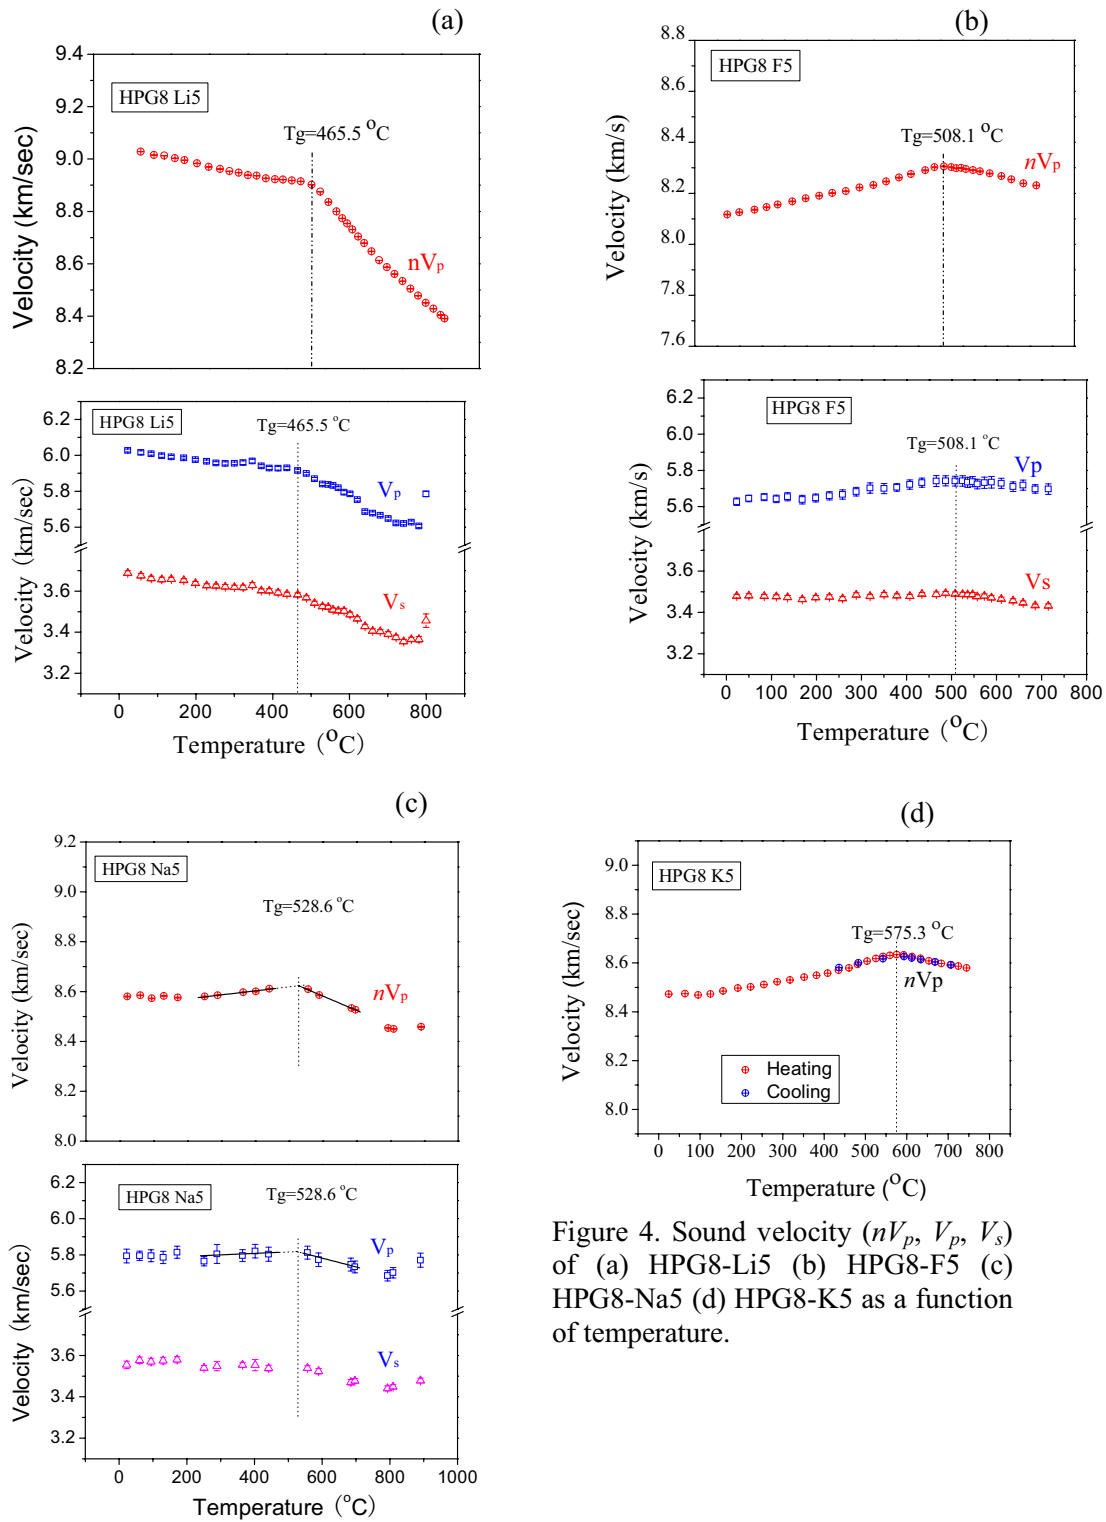 (a)
9.4
9.2
9.0
8.8
8.6
8.4
8.2
Velocity (km/sec)
HPG8 Li5
Tg=465.5 °C
nVp
6.2
6.0
5.8
5.6
3.6
3.4
3.2
Velocity (km/sec)
HPG8 Li5
Tg=465.5 °C
Vp
Vs
0 200 400 600 800
Temperature (°C)
(b)
8.8
8.6
8.4
8.2
8.0
7.8
7.6
Velocity (km/s)
HPG8 F5
Tg=508.1 °C
nVp
6.2
6.0
5.8
5.6
3.6
3.4
3.2
Velocity (km/s)
HPG8 F5
Tg=508.1 °C
Vp
Vs
0 100 200 300 400 500 600 700 800
Temperature (°C)
(c)
9.2
9.0
8.8
8.6
8.4
8.2
8.0
Velocity (km/sec)
HPG8 Na5
Tg=528.6 °C
nVp
6.2
6.0
5.8
5.6
3.6
3.4
3.2
Velocity (km/sec)
HPG8 Na5
Tg=528.6 °C
Vp
Vs
0 200 400 600 800 1000
Temperature (°C)
(d)
9.0
8.8
8.6
8.4
8.2
8.0
Velocity (km/sec)
HPG8 K5
Tg=575.3 °C
nVp
Heating
Cooling
0 100 200 300 400 500 600 700 800
Temperature (°C)
Figure 4. Sound velocity (nVp, Vp, Vs)
of (a) HPG8-Li5 (b) HPG8-F5 (c)
HPG8-Na5 (d) HPG8-K5 as a function
of temperature.